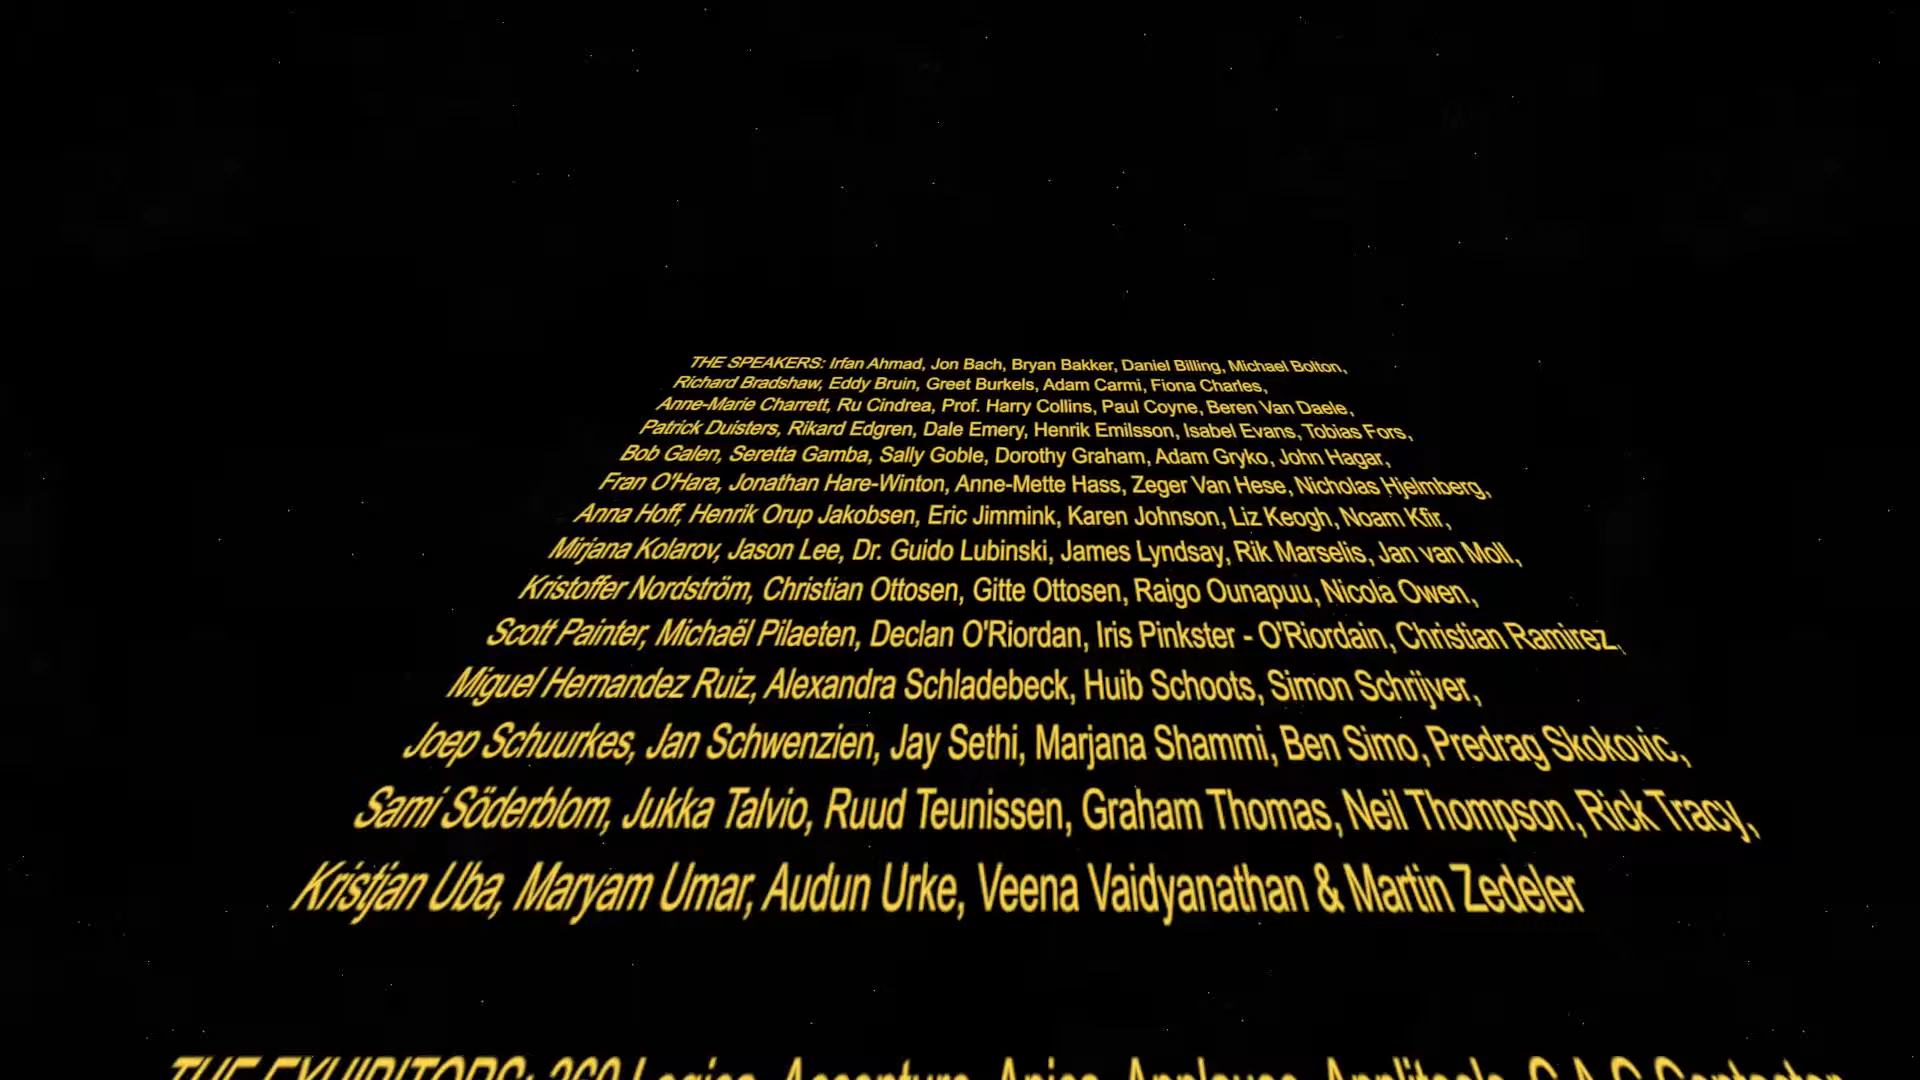 THE SPEAKERS: Irfan Ahmad, Jon Bach, Bryan Bakker, Daniel Billing, Michael Bolton,
Richard Bradshaw, Eddy Bruin, Greet Burkels, Adam Carmi, Fiona Charles,
Anne-Marie Charrett, Ru Cindrea, Prof. Harry Collins, Paul Coyne, Beren Van Daele,
Patrick Duisters, Rikard Edgren, Dale Emery, Henrik Emilsson, Isabel Evans, Tobias Fors,
Bob Galen, Seretta Gamba, Sally Goble, Dorothy Graham, Adam Gryko, John Hagar,
Fran O'Hara, Jonathan Hare-Winton, Anne-Mette Hass, Zeger Van Hese, Nicholas Hjelmberg,
Anna Hoff, Henrik Orup Jakobsen, Eric Jimmink, Karen Johnson, Liz Keogh, Noam Kfir,
Mirjana Kolarov, Jason Lee, Dr. Guido Lubinski, James Lyndsay, Rik Marselis, Jan van Moll,
Kristoffer Nordström, Christian Ottosen, Gitte Ottosen, Raigo Ounapuu, Nicola Owen,
Scott Painter, Michaël Pilaeten, Declan O'Riordan, Iris Pinkster - O'Riordain, Christian Ramirez,
Miguel Hernandez Ruiz, Alexandra Schladebeck, Huib Schoots, Simon Schrijver,
Joep Schuurkes, Jan Schwenzien, Jay Sethi, Marjana Shammi, Ben Simo, Predrag Skokovic,
Sami Söderblom, Jukka Talvio, Ruud Teunissen, Graham Thomas, Neil Thompson, Rick Tracy,
Kristjan Uba, Maryam Umar, Audun Urke, Veena Vaidyanathan & Martin Zedeler
THE EXHIBITORS: 360 Logica, Accenture, Apica, Applause, Applitools,